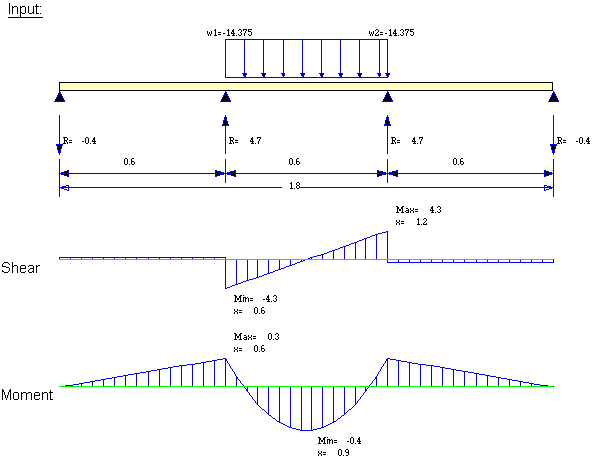 Input:
w1=-14.375 w2=-14.375
R= -0.4 R= 4.7 R= 4.7 R= -0.4
0.6 0.6 0.6
1.8
Max= 4.3
x= 1.2
Shear
Min= -4.3
x= 0.6
Max= 0.3
x= 0.6
Moment
Min= -0.4
x= 0.9